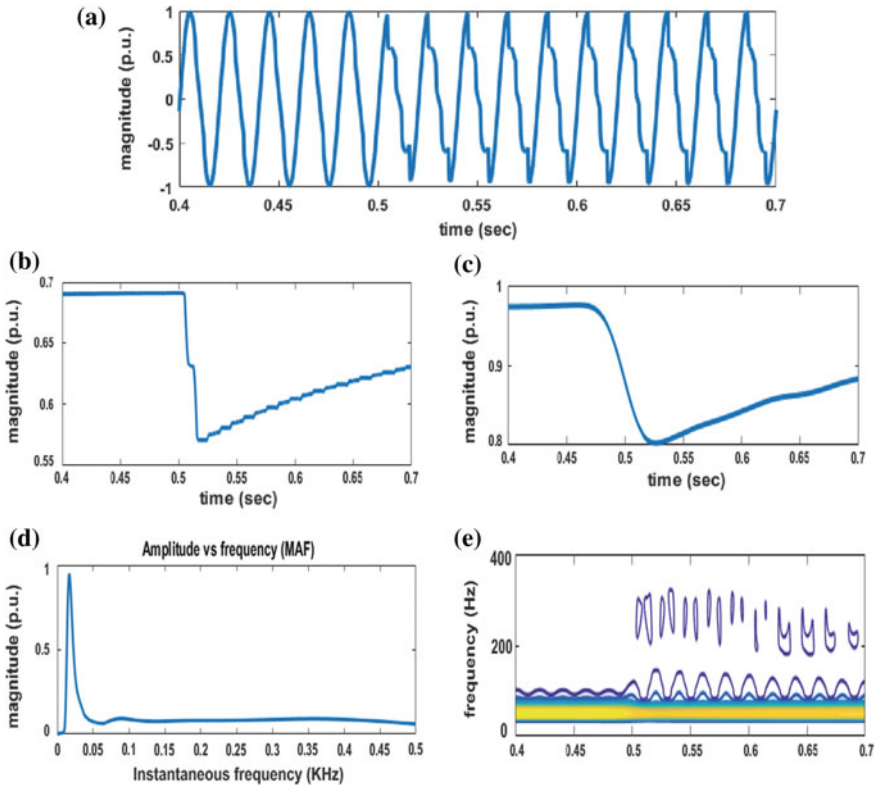 (a)
magnitude (p.u.)
1
0.5
0
-0.5
-1
0.4 0.45 0.5 0.55 0.6 0.65 0.7
time (sec)
(b)
magnitude (p.u.)
0.7
0.65
0.6
0.55
0.4 0.45 0.5 0.55 0.6 0.65 0.7
time (sec)
(c)
magnitude (p.u.)
1
0.9
0.8
0.4 0.45 0.5 0.55 0.6 0.65 0.7
time (sec)
(d)
Amplitude vs frequency (MAF)
magnitude (p.u.)
1
0.5
0
0 0.05 0.1 0.15 0.2 0.25 0.3 0.35 0.4 0.45 0.5
Instantaneous frequency (KHz)
(e)
frequency (Hz)
400
200
0
0.4 0.45 0.5 0.55 0.6 0.65 0.7